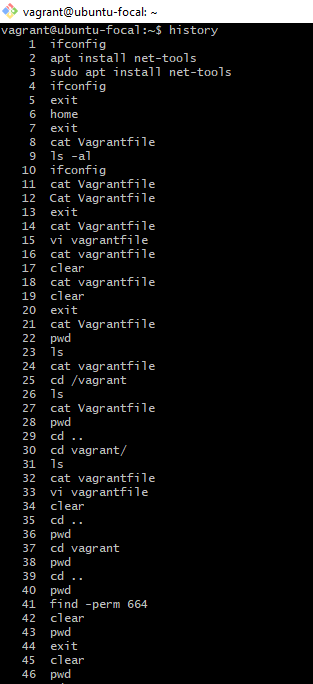 vagrant@ubuntu-focal: ~
vagrant@ubuntu-focal:~$ history
1 ifconfig
2 apt install net-tools
3 sudo apt install net-tools
4 ifconfig
5 exit
6 home
7 exit
8 cat Vagrantfile
9 ls -al
10 ifconfig
11 cat Vagrantfile
12 Cat Vagrantfile
13 exit
14 cat Vagrantfile
15 vi vagrantfile
16 cat vagrantfile
17 clear
18 cat vagrantfile
19 clear
20 exit
21 cat Vagrantfile
22 pwd
23 ls
24 cat vagrantfile
25 cd /vagrant
26 ls
27 cat Vagrantfile
28 pwd
29 cd ..
30 cd vagrant/
31 ls
32 cat vagrantfile
33 vi vagrantfile
34 clear
35 cd ..
36 pwd
37 cd vagrant
38 pwd
39 cd ..
40 pwd
41 find -perm 664
42 clear
43 pwd
44 exit
45 clear
46 pwd